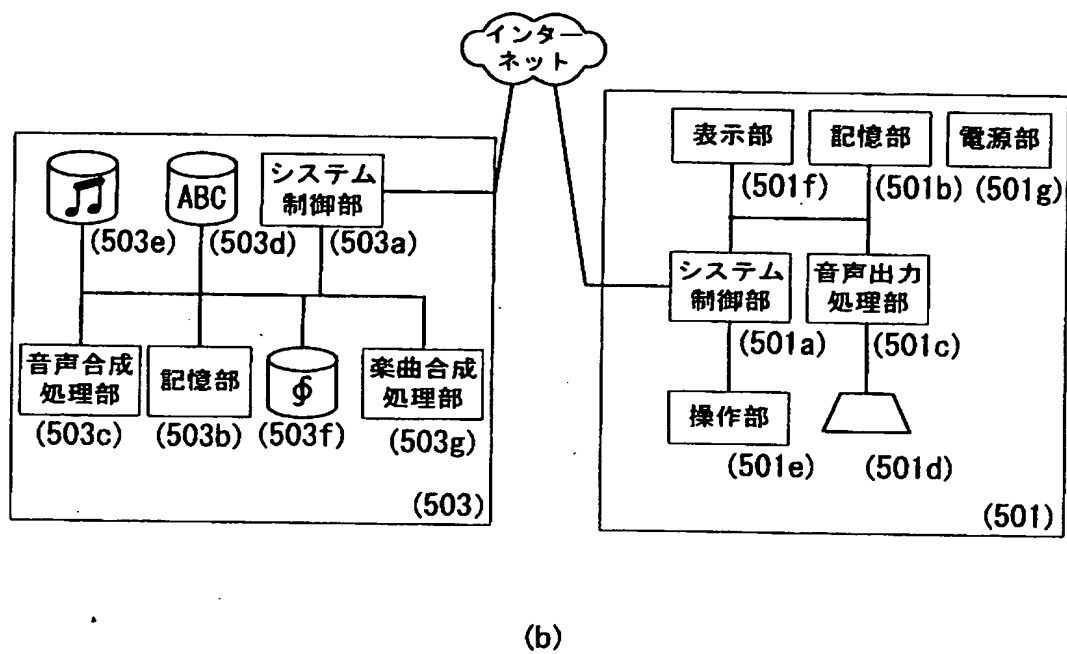 インター
ネット
ABC
システム
制御部
(503e)
(503d)
(503a)
音声合成
処理部
記憶部
楽曲合成
処理部
(503c)
(503b)
(503f)
(503g)
(503)
表示部
記憶部
電源部
(501f)
(501b)
(501g)
システム
制御部
音声出力
処理部
(501a)
(501c)
操作部
(501e)
(501d)
(501)
(b)